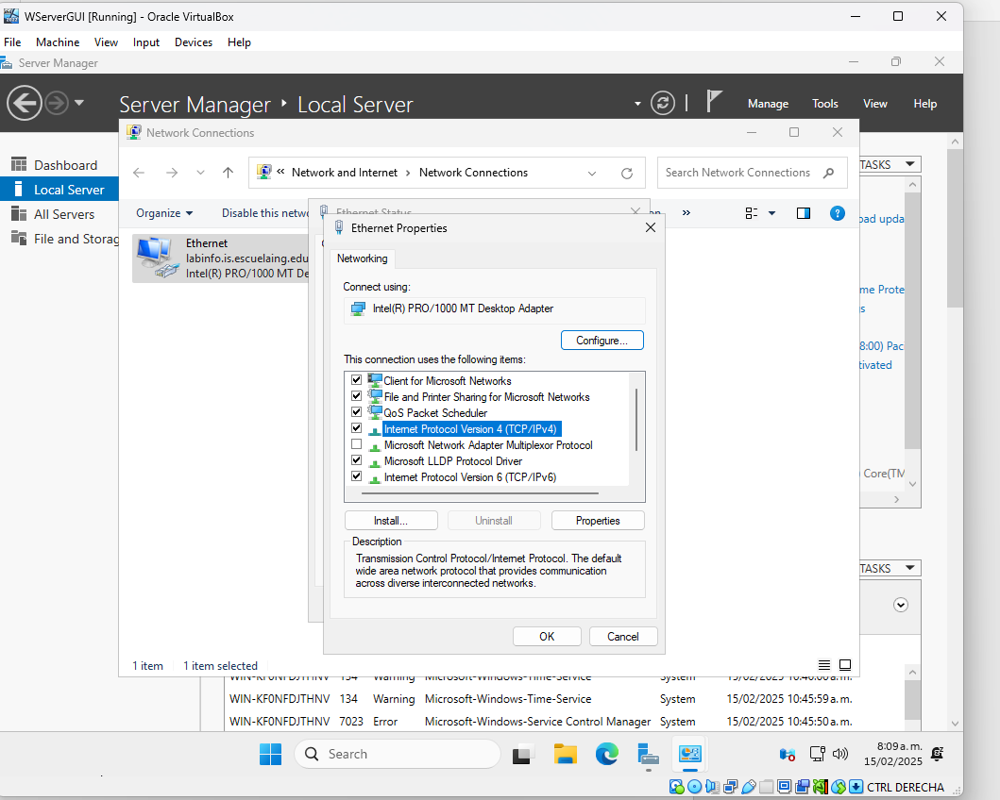 WServerGUI [Running] - Oracle VirtualBox
File Machine View Input Devices Help
Server Manager
Server Manager ‣ Local Server
Manage Tools View Help
Network Connections
Dashboard
Local Server
All Servers
File and Storag
« Network and Internet › Network Connections
Search Network Connections
TASKS
Organize
Disable this netwo
Ethernet Status
»
Ethernet
labinfo.is.escuelaing.edu
Intel(R) PRO/1000 MT De
Ethernet Properties
Networking
Connect using:
Intel(R) PRO/1000 MT Desktop Adapter
Configure...
This connection uses the following items:
Client for Microsoft Networks
File and Printer Sharing for Microsoft Networks
QoS Packet Scheduler
Internet Protocol Version 4 (TCP/IPv4)
Microsoft Network Adapter Multiplexor Protocol
Microsoft LLDP Protocol Driver
Internet Protocol Version 6 (TCP/IPv6)
Install... Uninstall Properties
Description
Transmission Control Protocol/Internet Protocol. The default
wide area network protocol that provides communication
across diverse interconnected networks.
OK Cancel
oad upda
me Prote
s
8:00) Pac
tivated
Core(TM
TASKS
1 item 1 item selected
WIN-KF0NFDJTHNV 134 Warning Microsoft-Windows-Time-Service System 15/02/2025 10:46:00 a. m.
WIN-KF0NFDJTHNV 134 Warning Microsoft-Windows-Time-Service System 15/02/2025 10:45:59 a. m.
WIN-KF0NFDJTHNV 7023 Error Microsoft-Windows-Service Control Manager System 15/02/2025 10:45:50 a. m.
Search
8:09 a. m.
15/02/2025
CTRL DERECHA